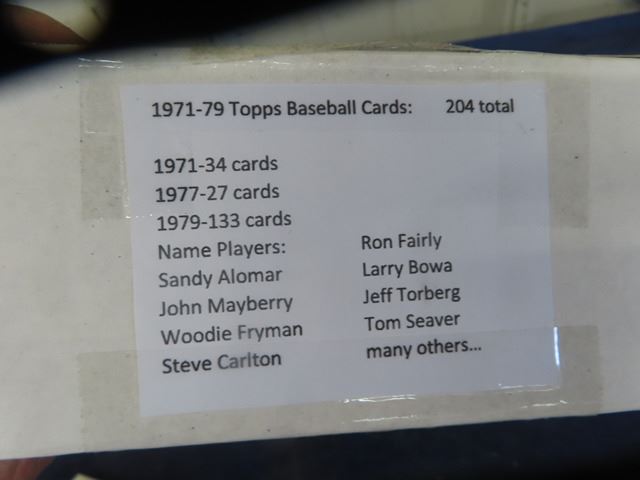 1971-79 Topps Baseball Cards: 204 total
1971-34 cards
1977-27 cards
1979-133 cards
Name Players:
Sandy Alomar
John Mayberry
Woodie Fryman
Steve Carlton
Ron Fairly
Larry Bowa
Jeff Torberg
Tom Seaver
many others...